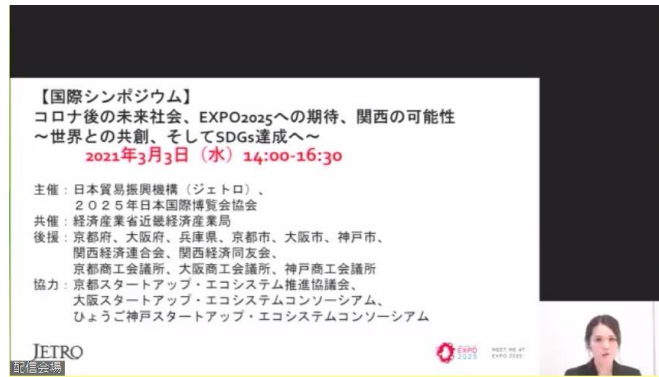 【国際シンポジウム】
コロナ後の未来社会、EXPO2025への期待、関西の可能性
～世界との共創、そしてSDGs達成へ～
2021年3月3日（水）14:00-16:30
主催：日本貿易振興機構（ジェトロ）、
２０２５年日本国際博覧会協会
共催：経済産業省近畿経済産業局
後援：京都府、大阪府、兵庫県、京都市、大阪市、神戸市、
関西経済連合会、関西経済同友会、
京都商工会議所、大阪商工会議所、神戸商工会議所
協力：京都スタートアップ・エコシステム推進協議会、
大阪スタートアップ・エコシステムコンソーシアム、
ひょうご神戸スタートアップ・エコシステムコンソーシアム
JETRO
EXPO
2025
MEET ME AT
EXPO 2025!
配信会場